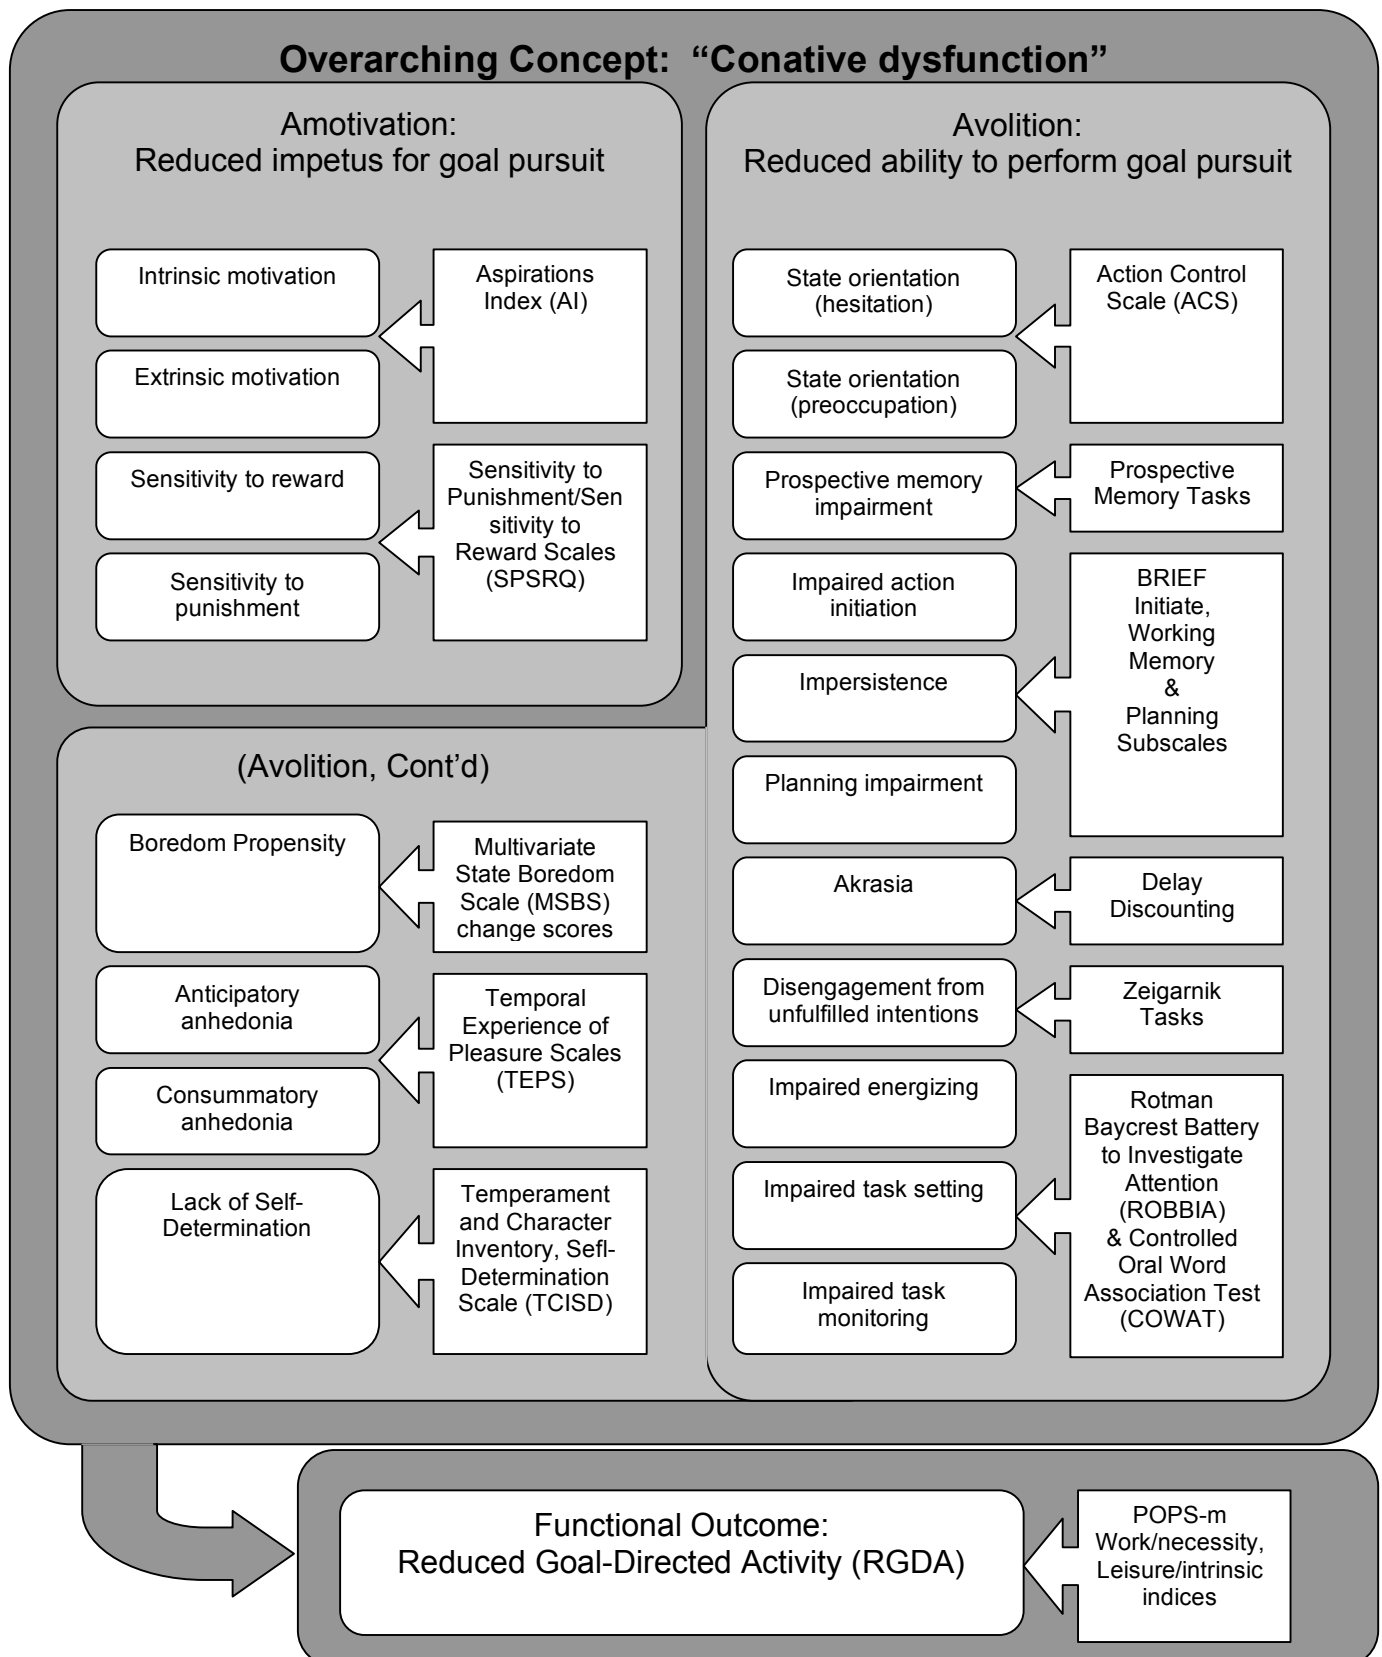 Overarching Concept: “Conative dysfunction”
Amotivation:
Reduced impetus for goal pursuit
Intrinsic motivation
Extrinsic motivation
Aspirations
Index (AI)
Sensitivity to reward
Sensitivity to
punishment
Sensitivity to
Punishment/Sen
sitivity to
Reward Scales
(SPSRQ)
(Avolition, Cont’d)
Boredom Propensity
Multivariate
State Boredom
Scale (MSBS)
change scores
Anticipatory
anhedonia
Consummatory
anhedonia
Temporal
Experience of
Pleasure Scales
(TEPS)
Lack of Self-
Determination
Temperament
and Character
Inventory, Sefl-
Determination
Scale (TCISD)
Avolition:
Reduced ability to perform goal pursuit
State orientation
(hesitation)
State orientation
(preoccupation)
Action Control
Scale (ACS)
Prospective memory
impairment
Prospective
Memory Tasks
Impaired action
initiation
Impersistence
Planning impairment
BRIEF
Initiate,
Working
Memory
&
Planning
Subscales
Akrasia
Delay
Discounting
Disengagement from
unfulfilled intentions
Zeigarnik
Tasks
Impaired energizing
Impaired task setting
Impaired task
monitoring
Rotman
Baycrest Battery
to Investigate
Attention
(ROBBIA)
& Controlled
Oral Word
Association Test
(COWAT)
Functional Outcome:
Reduced Goal-Directed Activity (RGDA)
POPS-m
Work/necessity,
Leisure/intrinsic
indices